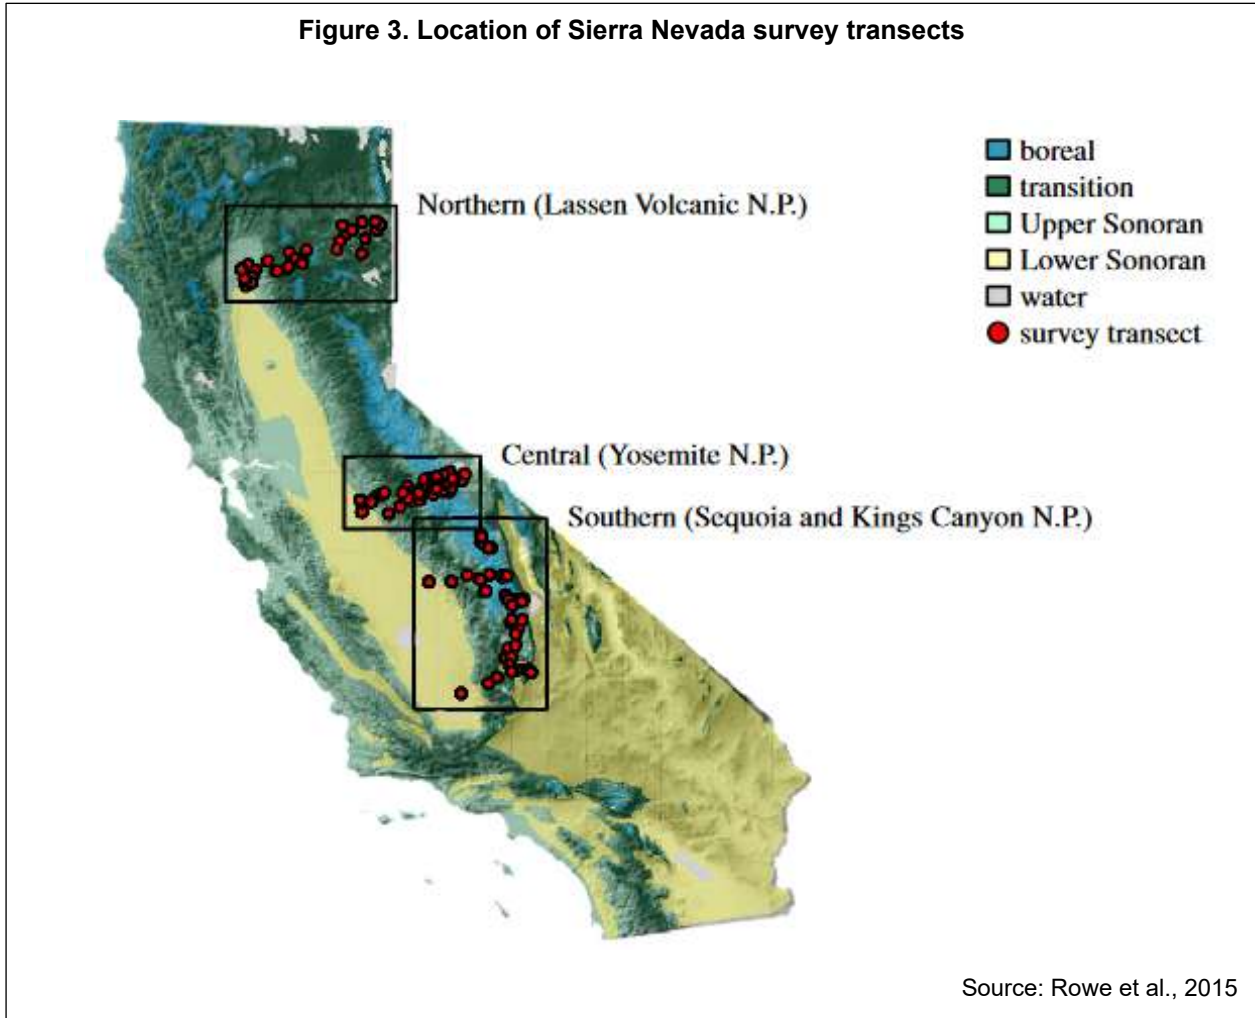 Figure 3. Location of Sierra Nevada survey transects
boreal
transition
Upper Sonoran
Lower Sonoran
water
survey transect
Northern (Lassen Volcanic N.P.)
Central (Yosemite N.P.)
Southern (Sequoia and Kings Canyon N.P.)
Source: Rowe et al., 2015